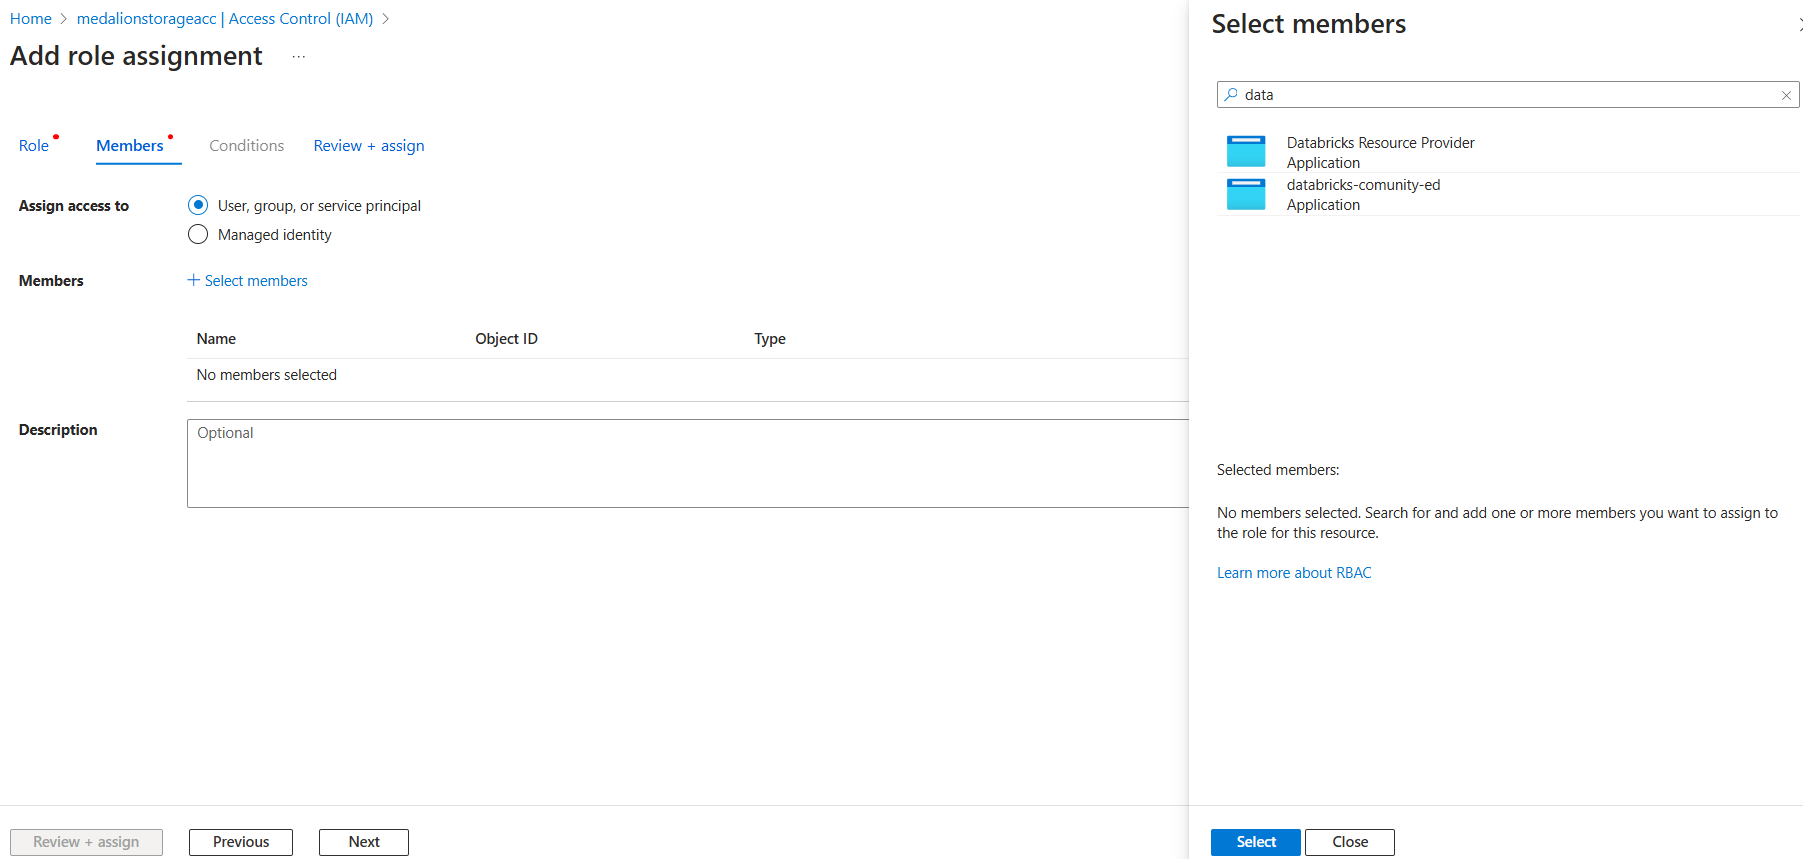 Home > medalionstorageacc | Access Control (IAM) >
Add role assignment ...
Role Members Conditions Review + assign
Assign access to
User, group, or service principal
Managed identity
Members
+ Select members
Name Object ID Type
No members selected
Description
Optional
Review + assign Previous Next
Select members
data
Databricks Resource Provider
Application
databricks-comunity-ed
Application
Selected members:
No members selected. Search for and add one or more members you want to assign to
the role for this resource.
Learn more about RBAC
Select Close